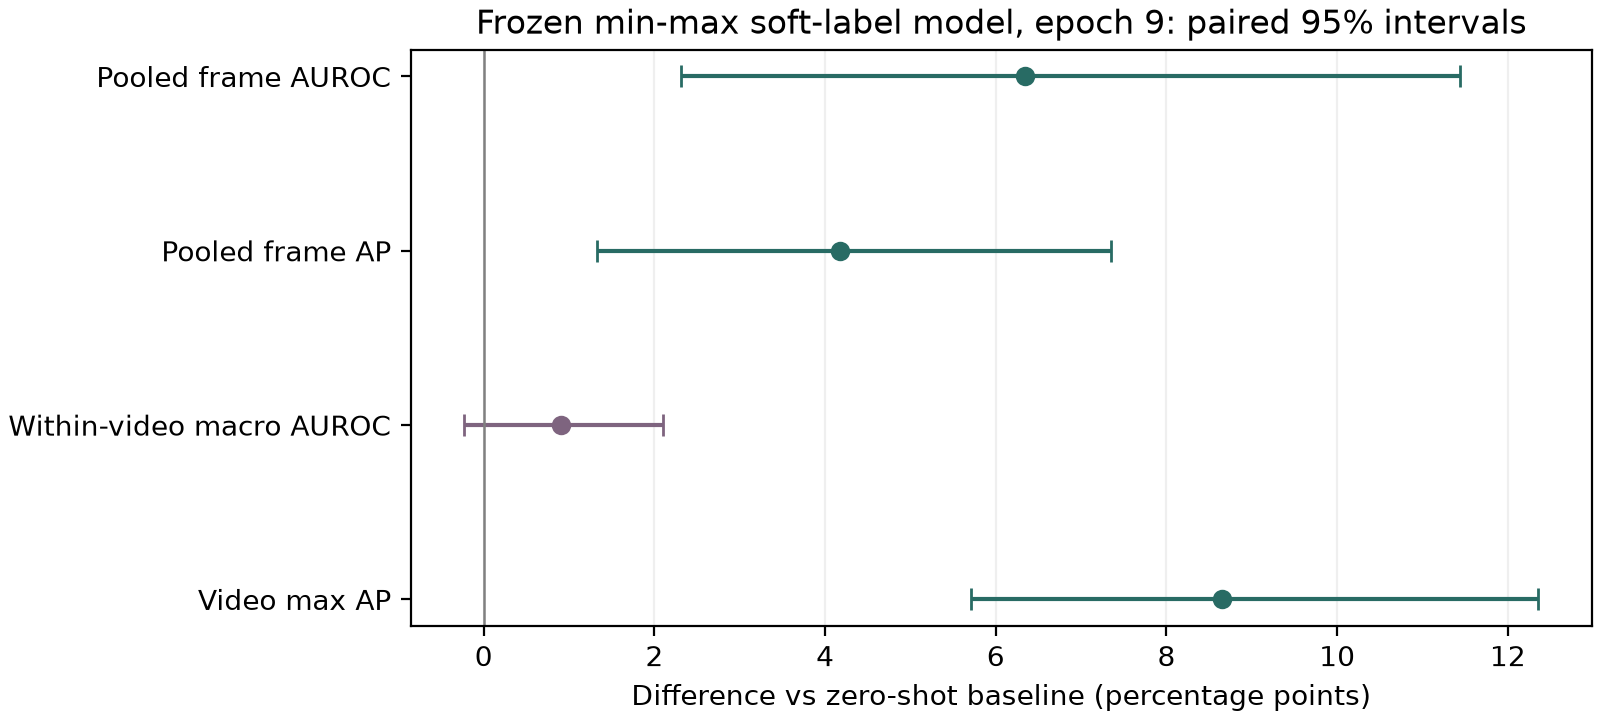 Frozen min-max soft-label model, epoch 9: paired 95% intervals
Pooled frame AUROC
Pooled frame AP
Within-video macro AUROC
Video max AP
0 2 4 6 8 10 12
Difference vs zero-shot baseline (percentage points)